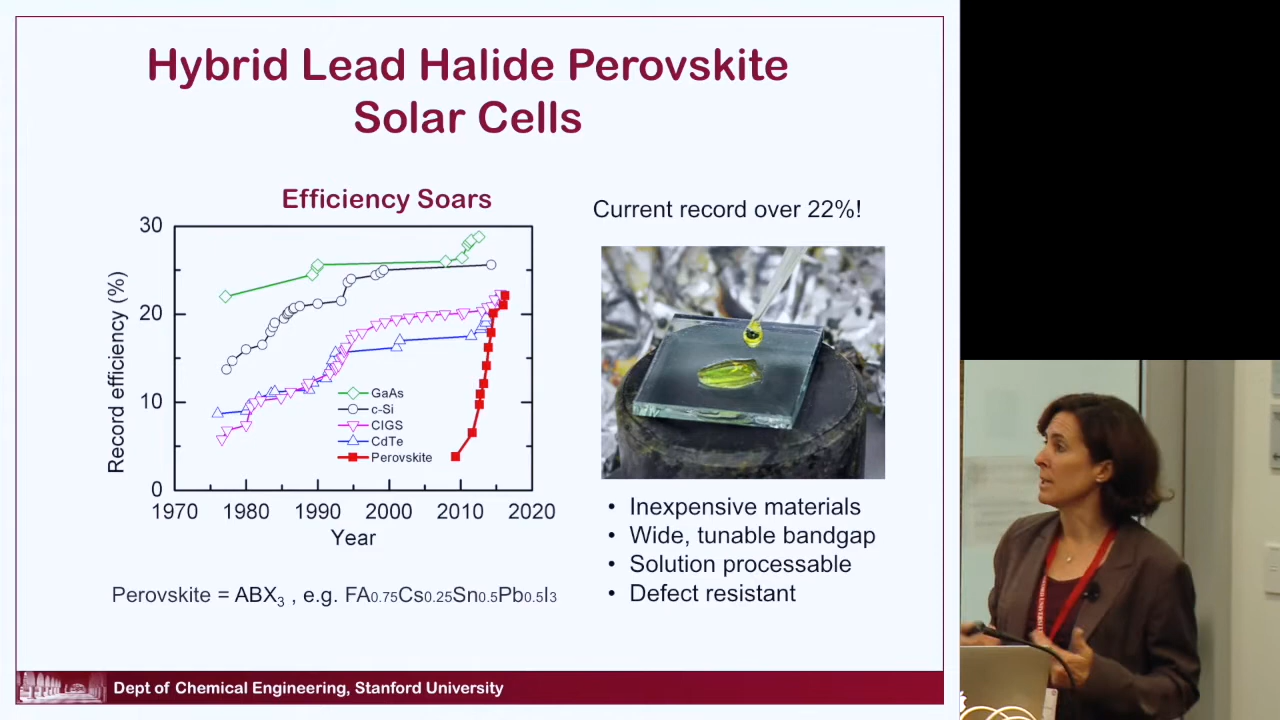 Hybrid Lead Halide Perovskite
Solar Cells
Efficiency Soars
Record efficiency (%)
30
20
10
0
GaAs
c-Si
CIGS
CdTe
Perovskite
1970 1980 1990 2000 2010 2020
Year
Perovskite = ABX₃ , e.g. FA0.75Cs0.25Sn0.5Pb0.5I3
Current record over 22%!
• Inexpensive materials
• Wide, tunable bandgap
• Solution processable
• Defect resistant
Dept of Chemical Engineering, Stanford University